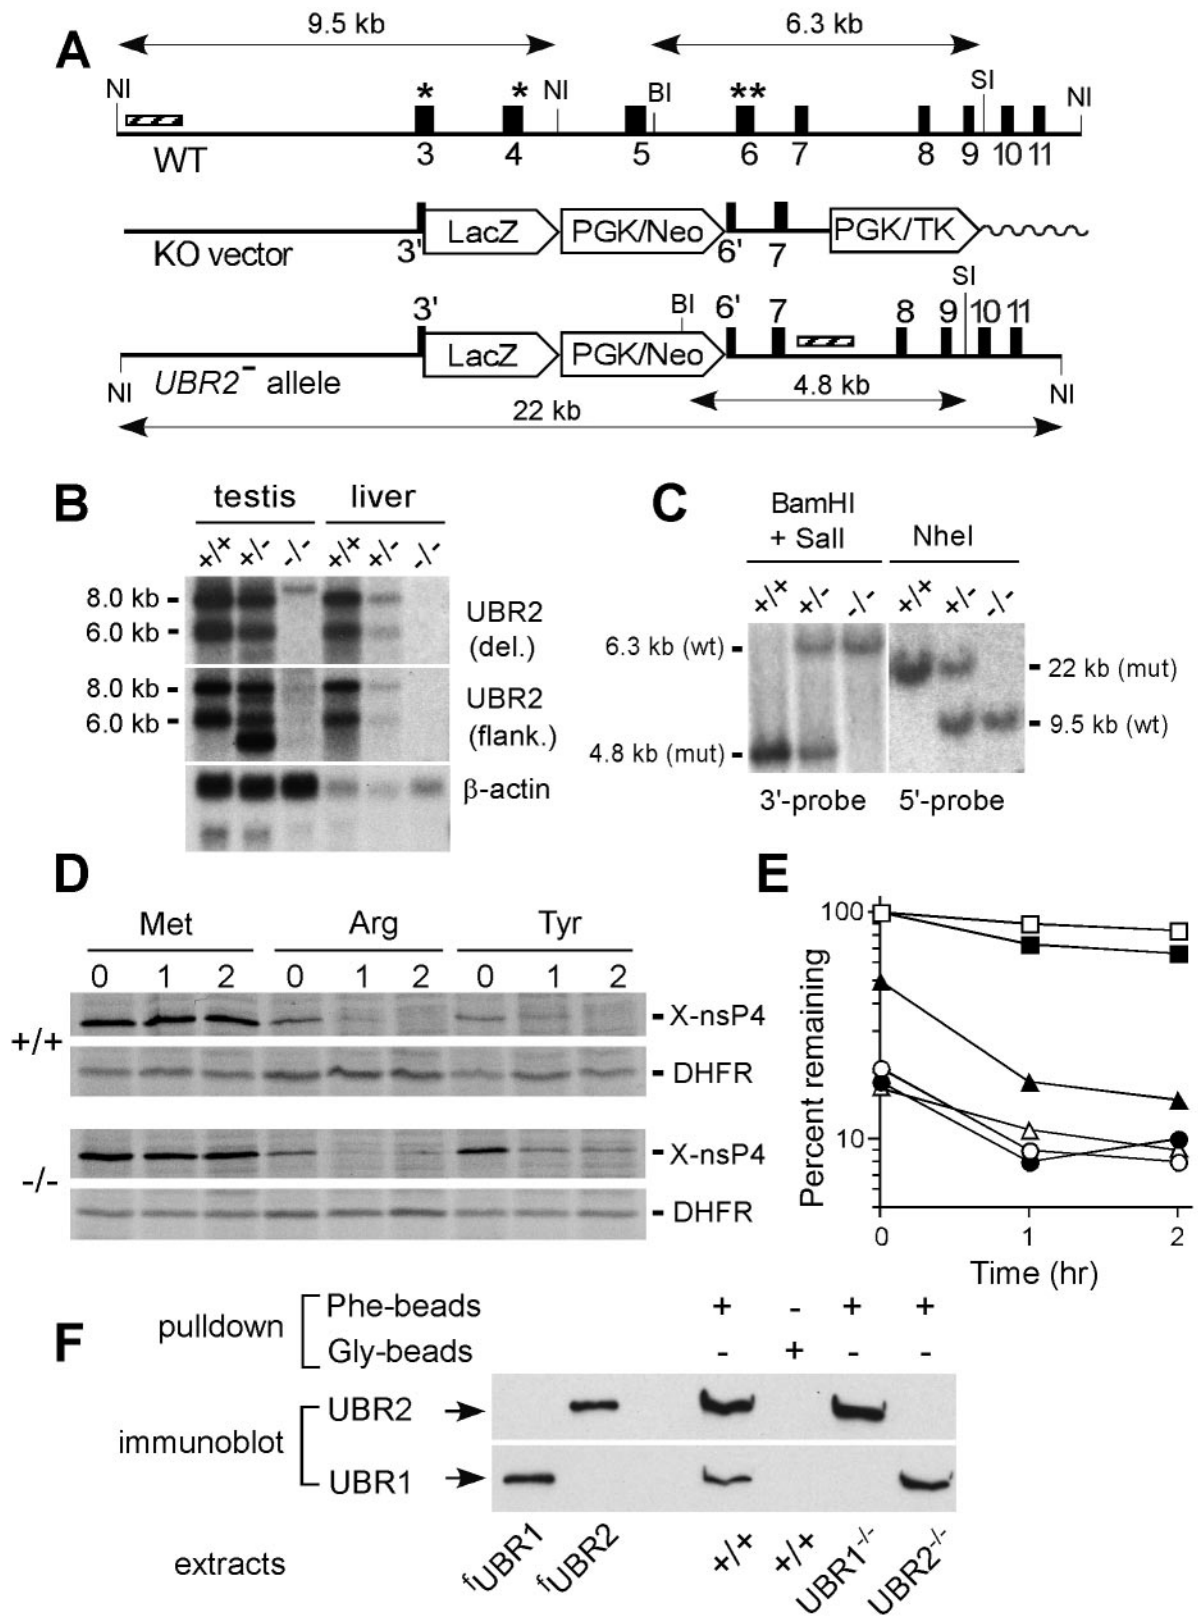 A
9.5 kb
6.3 kb
NI
*
*
NI
BI
**
SI
NI
WT
3
4
5
6
7
8
9
10
11
KO vector
3'
LacZ
PGK/Neo
6'
7
PGK/TK
SI
3'
BI
6'
7
8
9
10
11
LacZ
PGK/Neo
NI
UBR2⁻ allele
4.8 kb
NI
22 kb
B
testis
liver
+/+
+/-
-/-
+/+
+/-
-/-
8.0 kb
6.0 kb
UBR2
(del.)
8.0 kb
6.0 kb
UBR2
(flank.)
β-actin
C
BamHI
+ SalI
NheI
+/+
+/-
-/-
+/+
+/-
-/-
6.3 kb (wt)
4.8 kb (mut)
22 kb (mut)
9.5 kb (wt)
3'-probe
5'-probe
D
Met
Arg
Tyr
0 1 2 0 1 2 0 1 2
+/+
X-nsP4
DHFR
-/-
X-nsP4
DHFR
E
Percent remaining
100
10
0 1 2
Time (hr)
F
pulldown
Phe-beads + - + +
Gly-beads - + - -
immunoblot
UBR2
UBR1
extracts
fUBR1
fUBR2
+/+
+/+
UBR1-/-
UBR2-/-